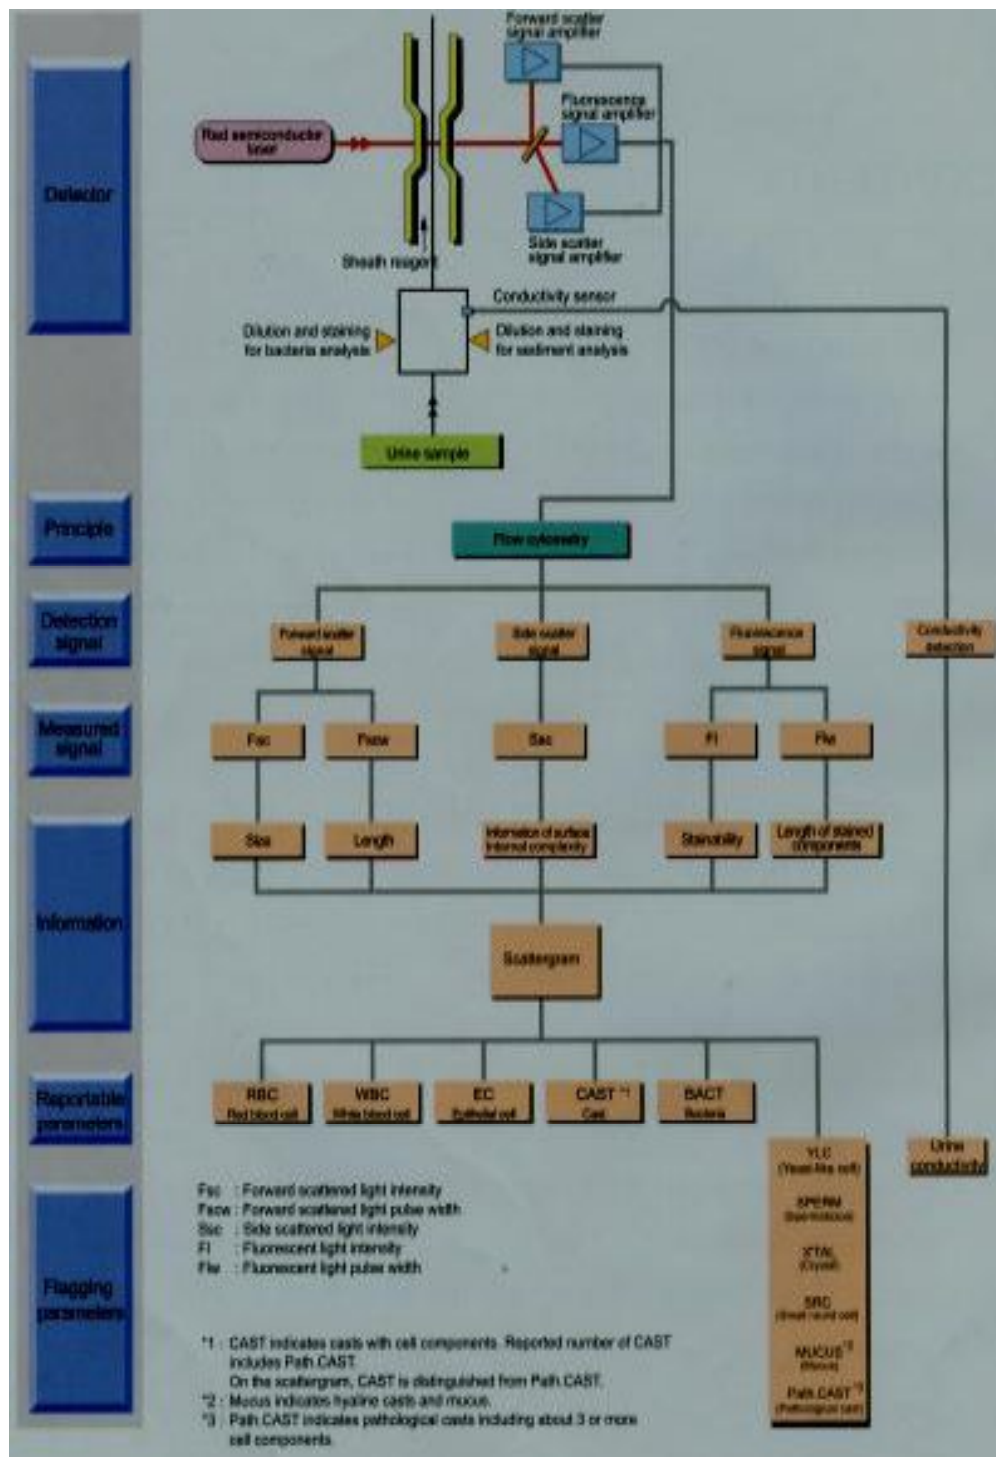 Forward scatter
signal amplifier
Fluorescence
signal amplifier
Red semiconductor
laser
Detector
Side scatter
signal amplifier
Sheath reagent
Conductivity sensor
Dilution and staining
for bacteria analysis
Dilution and staining
for sediment analysis
Urine sample
Principle
Flow cytometry
Detection
signal
Forward scatter
signal
Side scatter
signal
Fluorescence
signal
Conductivity
detection
Measured
signal
Fsc
Fscw
Ssc
Fl
Flw
Information
Size
Length
Information of surface
Internal complexity
Stainability
Length of stained
components
Scattergram
Reportable
parameters
RBC
Red blood cell
WBC
White blood cell
EC
Epithelial cell
CAST *1
Cast
BACT
Bacteria
Urine
conductivity
Flagging
parameters
YLC
(Yeast-like cell)
SPERM
(Spermatozoa)
X'TAL
(Crystal)
SRC
(Small round cell)
MUCUS *2
(Mucus)
Path.CAST *3
(Pathological cast)
Fsc : Forward scattered light intensity
Fscw : Forward scattered light pulse width
Ssc : Side scattered light intensity
Fl : Fluorescent light intensity
Flw : Fluorescent light pulse width
*1 : CAST indicates casts with cell components. Reported number of CAST
includes Path.CAST.
On the scattergram, CAST is distinguished from Path.CAST.
*2 : Mucus indicates hyaline casts and mucus.
*3 : Path.CAST indicates pathological casts including about 3 or more
cell components.